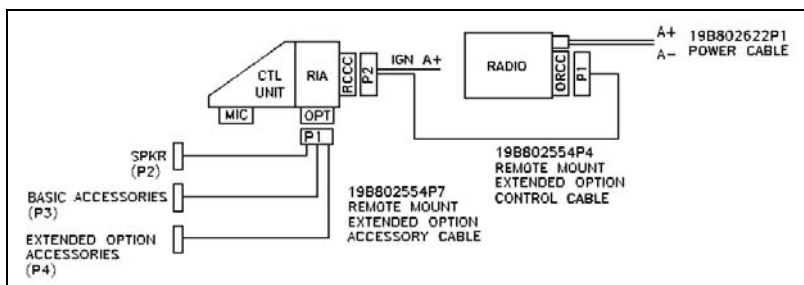 CTL
UNIT
RIA
RCCC
P2
IGN A+
RADIO
ORCC
P1
A+
A-
19B802622P1
POWER CABLE
MIC
OPT
P1
SPKR
(P2)
BASIC ACCESSORIES
(P3)
EXTENDED OPTION
ACCESSORIES
(P4)
19B802554P7
REMOTE MOUNT
EXTENDED OPTION
ACCESSORY CABLE
19B802554P4
REMOTE MOUNT
EXTENDED OPTION
CONTROL CABLE